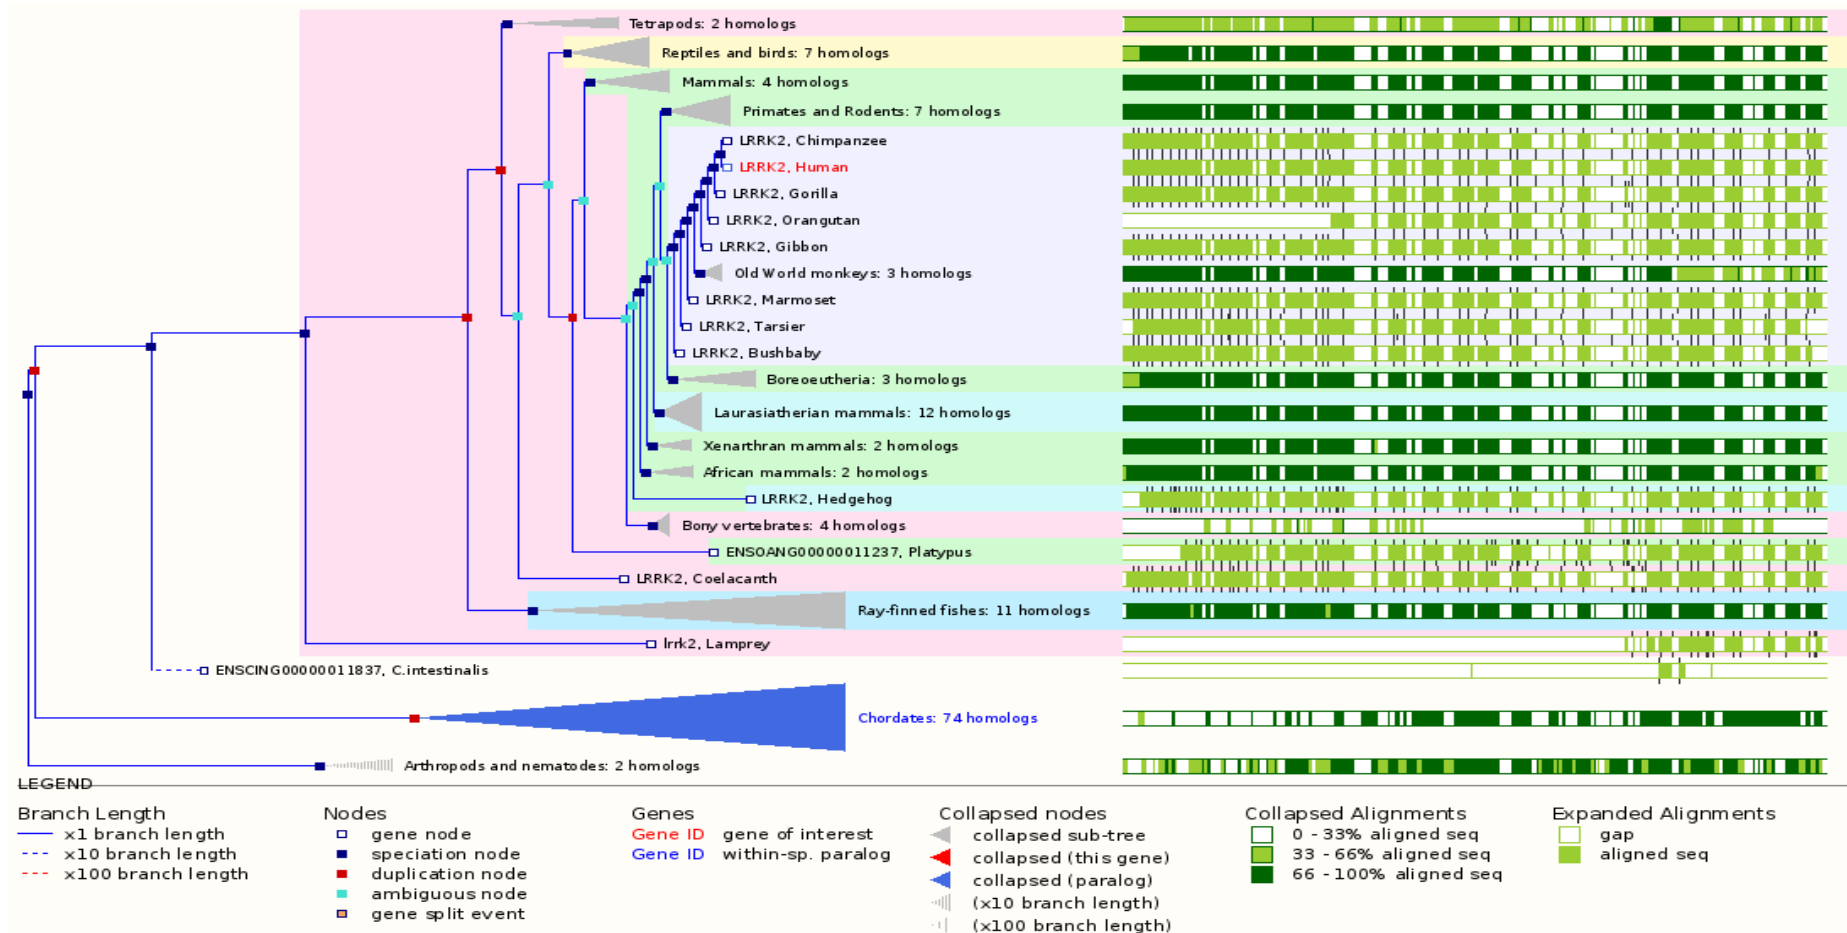 Tetrapods: 2 homologs
Reptiles and birds: 7 homologs
Mammals: 4 homologs
Primates and Rodents: 7 homologs
LRRK2, Chimpanzee
LRRK2, Human
LRRK2, Gorilla
LRRK2, Orangutan
LRRK2, Gibbon
Old World monkeys: 3 homologs
LRRK2, Marmoset
LRRK2, Tarsier
LRRK2, Bushbaby
Boreoeutheria: 3 homologs
Laurasiatherian mammals: 12 homologs
Xenarthran mammals: 2 homologs
African mammals: 2 homologs
LRRK2, Hedgehog
Bony vertebrates: 4 homologs
ENSOANG00000011237, Platypus
LRRK2, Coelacanth
Ray-finned fishes: 11 homologs
lrrk2, Lamprey
ENSCING00000011837, C.intestinalis
Chordates: 74 homologs
Arthropods and nematodes: 2 homologs
LEGEND
Branch Length
x1 branch length
x10 branch length
x100 branch length
Nodes
gene node
speciation node
duplication node
ambiguous node
gene split event
Genes
Gene ID gene of interest
Gene ID within-sp. paralog
Collapsed nodes
collapsed sub-tree
collapsed (this gene)
collapsed (paralog)
(x10 branch length)
(x100 branch length)
Collapsed Alignments
0 - 33% aligned seq
33 - 66% aligned seq
66 - 100% aligned seq
Expanded Alignments
gap
aligned seq